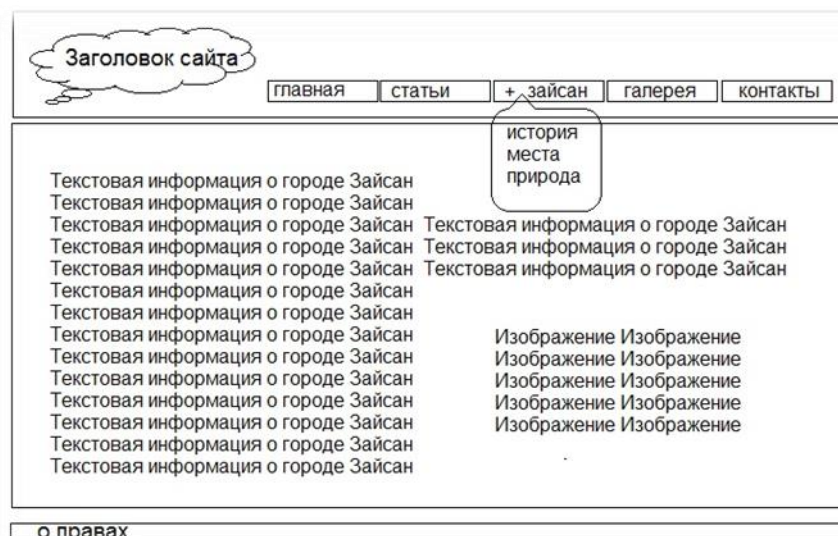 Заголовок сайта
главная
статьи
+ зайсан
галерея
контакты
история
места
природа
Текстовая информация о городе Зайсан
Текстовая информация о городе Зайсан
Текстовая информация о городе Зайсан Текстовая информация о городе Зайсан
Текстовая информация о городе Зайсан Текстовая информация о городе Зайсан
Текстовая информация о городе Зайсан Текстовая информация о городе Зайсан
Текстовая информация о городе Зайсан
Текстовая информация о городе Зайсан
Текстовая информация о городе Зайсан
Текстовая информация о городе Зайсан
Текстовая информация о городе Зайсан
Текстовая информация о городе Зайсан
Текстовая информация о городе Зайсан
Текстовая информация о городе Зайсан
Текстовая информация о городе Зайсан
Изображение Изображение
Изображение Изображение
Изображение Изображение
Изображение Изображение
Изображение Изображение
о правах